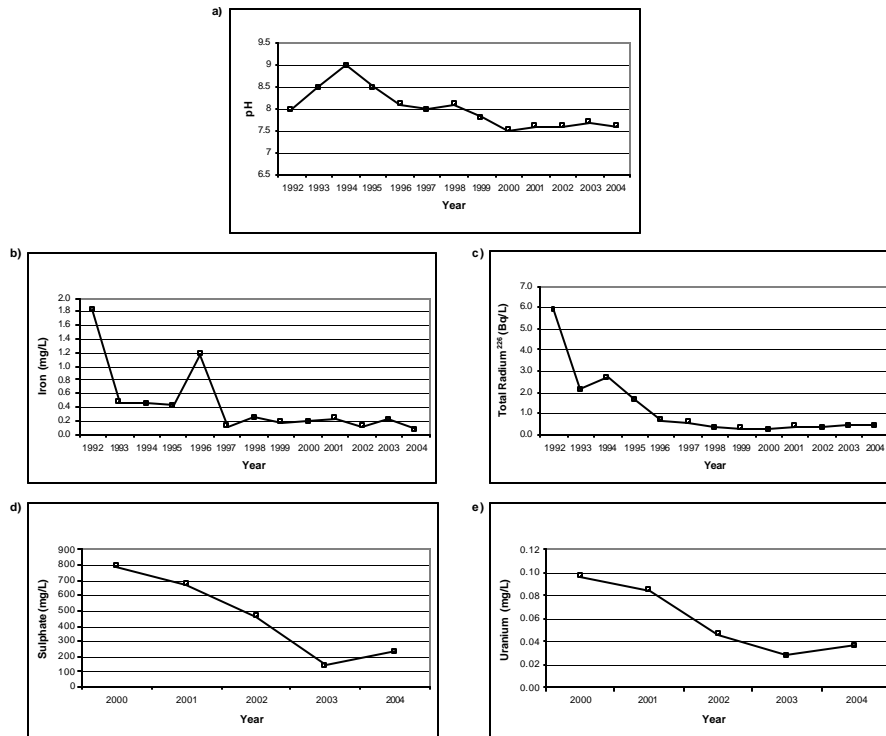 a)
9.5
9
8.5
8
7.5
7
6.5
pH
1992 1993 1994 1995 1996 1997 1998 1999 2000 2001 2002 2003 2004
Year
b)
2.0
1.8
1.6
1.4
1.2
1.0
0.8
0.6
0.4
0.2
0.0
Iron (mg/L)
1992 1993 1994 1995 1996 1997 1998 1999 2000 2001 2002 2003 2004
Year
c)
7.0
6.0
5.0
4.0
3.0
2.0
1.0
0.0
Total Radium 226 (Bq/L)
1992 1993 1994 1995 1996 1997 1998 1999 2000 2001 2002 2003 2004
Year
d)
900
800
700
600
500
400
300
200
100
0
Sulphate (mg/L)
2000 2001 2002 2003 2004
Year
e)
0.12
0.10
0.08
0.06
0.04
0.02
0.00
Uranium (mg/L)
2000 2001 2002 2003 2004
Year